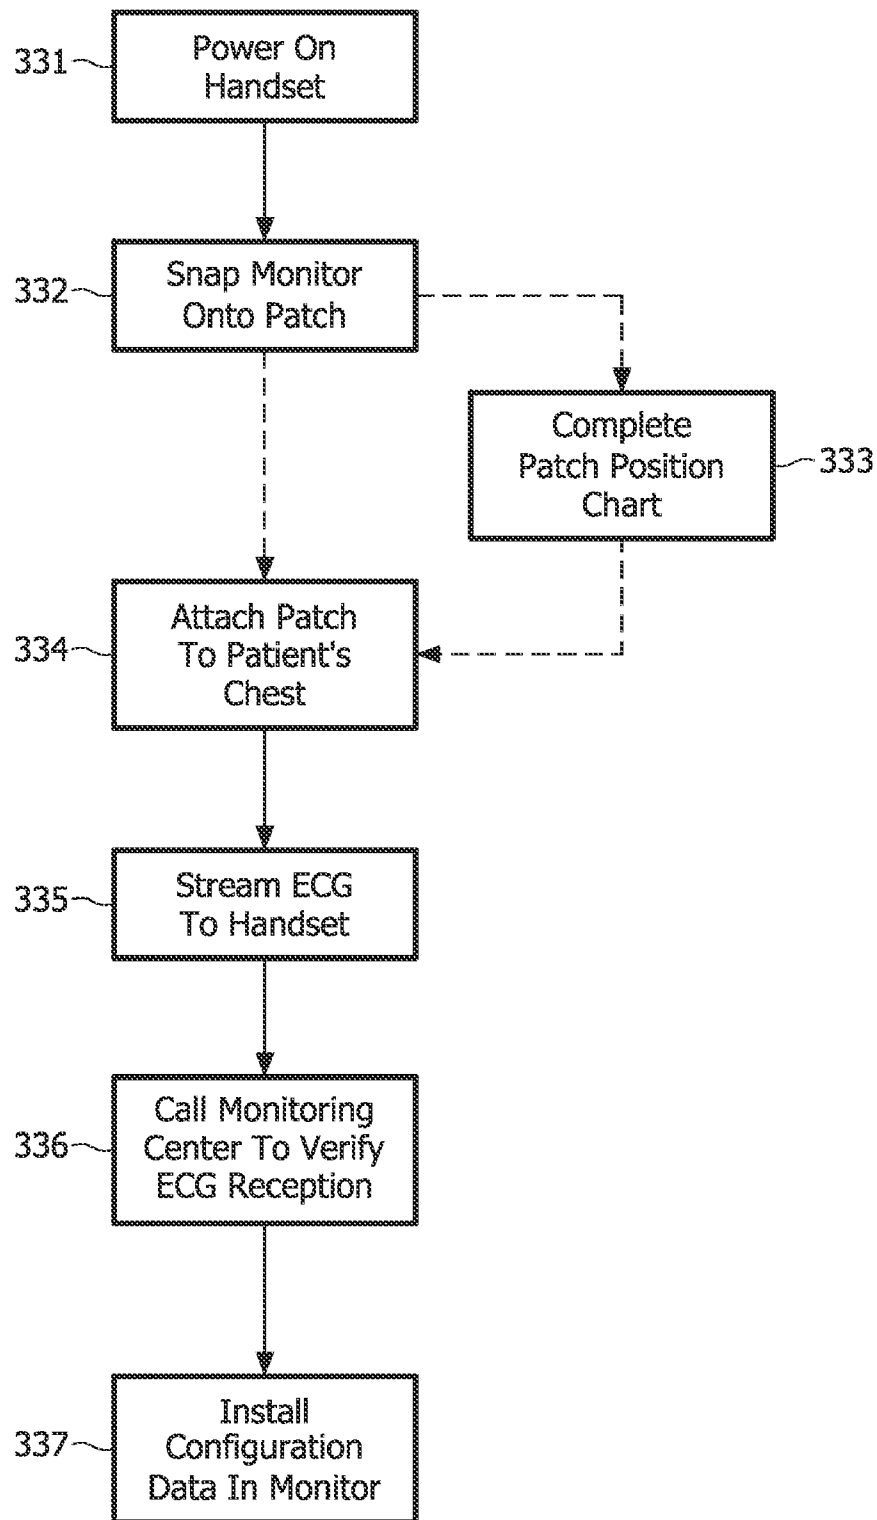 331
Power On
Handset
332
Snap Monitor
Onto Patch
Complete
Patch Position
Chart
333
334
Attach Patch
To Patient's
Chest
335
Stream ECG
To Handset
336
Call Monitoring
Center To Verify
ECG Reception
337
Install
Configuration
Data In Monitor